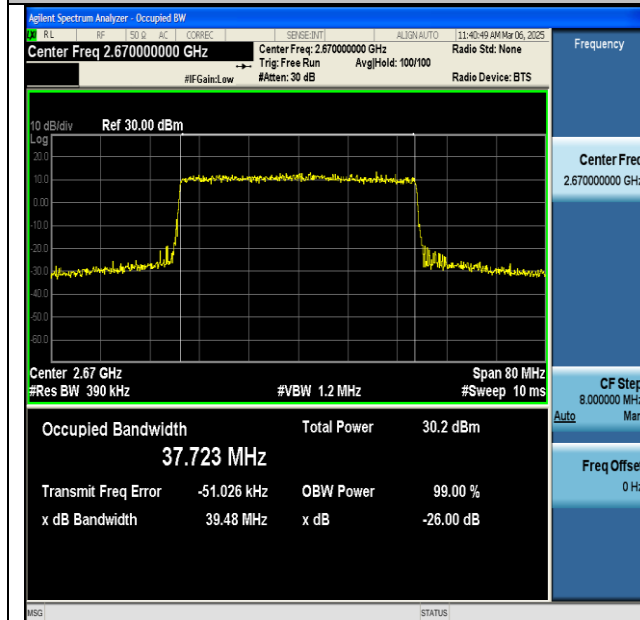 Agilent Spectrum Analyzer - Occupied BW
RL RF 50 Ω AC CORREC SENSE:INT ALIGN AUTO 11:40:49 AM Mar 06, 2025
Center Freq 2.670000000 GHz
Center Freq: 2.670000000 GHz
Radio Std: None
Trig: Free Run Avg|Hold: 100/100
#IFGain:Low
#Atten: 30 dB
Radio Device: BTS
Frequency
10 dB/div Ref 30.00 dBm
Log
20.0
10.0
0.00
-10.0
-20.0
-30.0
-40.0
-50.0
-60.0
Center Freq
2.670000000 GHz
Center 2.67 GHz Span 80 MHz
#Res BW 390 kHz #VBW 1.2 MHz #Sweep 10 ms
CF Step
8.000000 MHz
Auto Man
Occupied Bandwidth Total Power 30.2 dBm
37.723 MHz
Transmit Freq Error -51.026 kHz OBW Power 99.00 %
x dB Bandwidth 39.48 MHz x dB -26.00 dB
Freq Offset
0 Hz
MSG STATUS